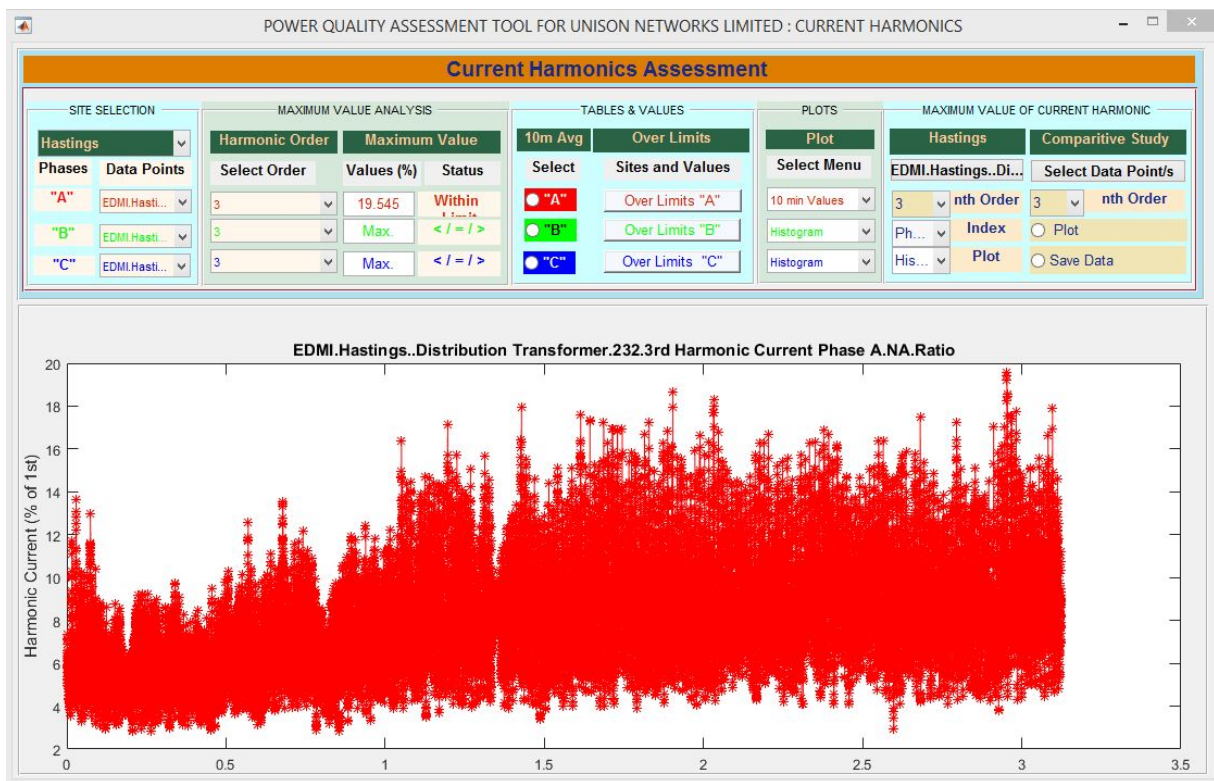 POWER QUALITY ASSESSMENT TOOL FOR UNISON NETWORKS LIMITED : CURRENT HARMONICS
Current Harmonics Assessment
SITE SELECTION
Hastings
Phases Data Points
"A" EDMI.Hasti...
"B" EDMI.Hasti...
"C" EDMI.Hasti...
MAXIMUM VALUE ANALYSIS
Harmonic Order Maximum Value
Select Order Values (%) Status
3 19.545 Within Limit
3 Max. < / = / >
3 Max. < / = / >
TABLES & VALUES
10m Avg Over Limits
Select Sites and Values
"A" Over Limits "A"
"B" Over Limits "B"
"C" Over Limits "C"
PLOTS
Plot
Select Menu
10 min Values
Histogram
Histogram
MAXIMUM VALUE OF CURRENT HARMONIC
Hastings Comparitive Study
EDMI.Hastings..Di... Select Data Point/s
3 nth Order 3 nth Order
Ph... Index Plot
His... Plot Save Data
EDMI.Hastings..Distribution Transformer.232.3rd Harmonic Current Phase A.NA.Ratio
Harmonic Current (% of 1st)
20
18
16
14
12
10
8
6
4
2
0 0.5 1 1.5 2 2.5 3 3.5